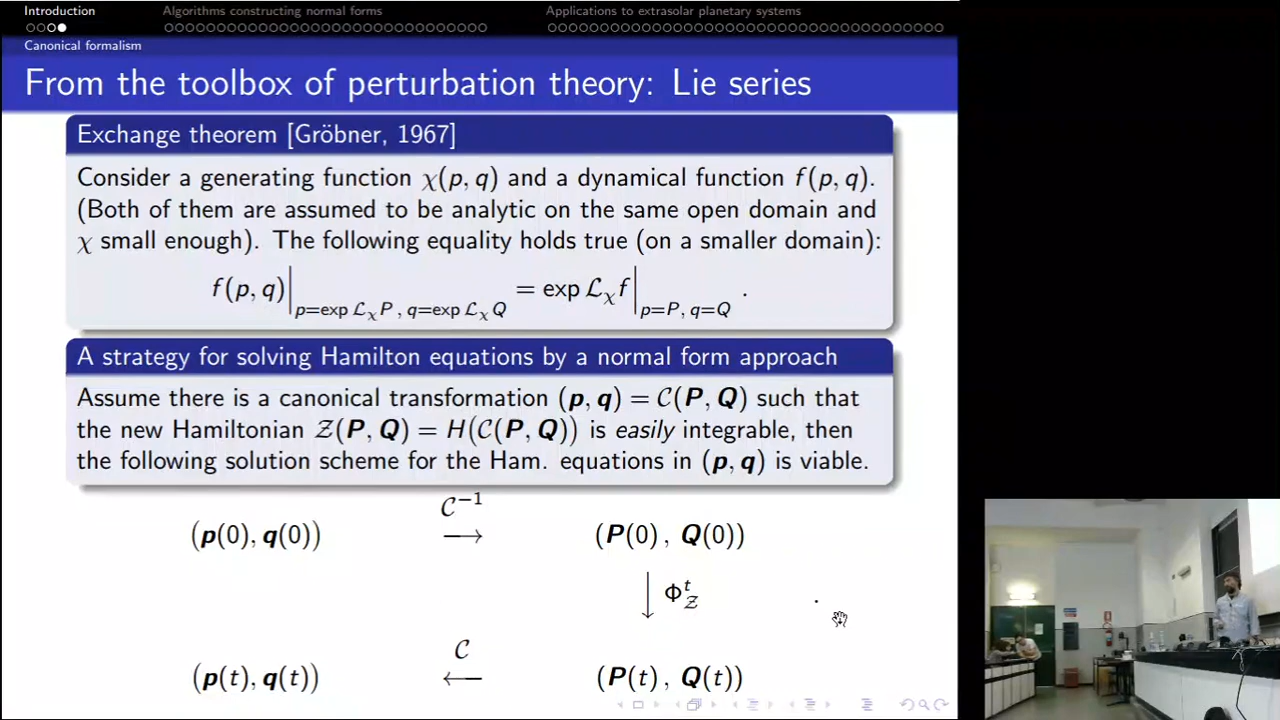 Introduction Algorithms constructing normal forms Applications to extrasolar planetary systems
Canonical formalism
From the toolbox of perturbation theory: Lie series
Exchange theorem [Gröbner, 1967]
Consider a generating function χ(p, q) and a dynamical function f(p, q).
(Both of them are assumed to be analytic on the same open domain and
χ small enough). The following equality holds true (on a smaller domain):
f(p, q)|p=exp ℒχP , q=exp ℒχQ = exp ℒχf|p=P, q=Q .
A strategy for solving Hamilton equations by a normal form approach
Assume there is a canonical transformation (p, q) = 𝒞(P, Q) such that
the new Hamiltonian 𝒵(P, Q) = H(𝒞(P, Q)) is easily integrable, then
the following solution scheme for the Ham. equations in (p, q) is viable.
𝒞⁻¹
(p(0), q(0)) ⟶ (P(0) , Q(0))
↓ Φᵗ𝒵 .
𝒞
(p(t), q(t)) ⟵ (P(t) , Q(t))